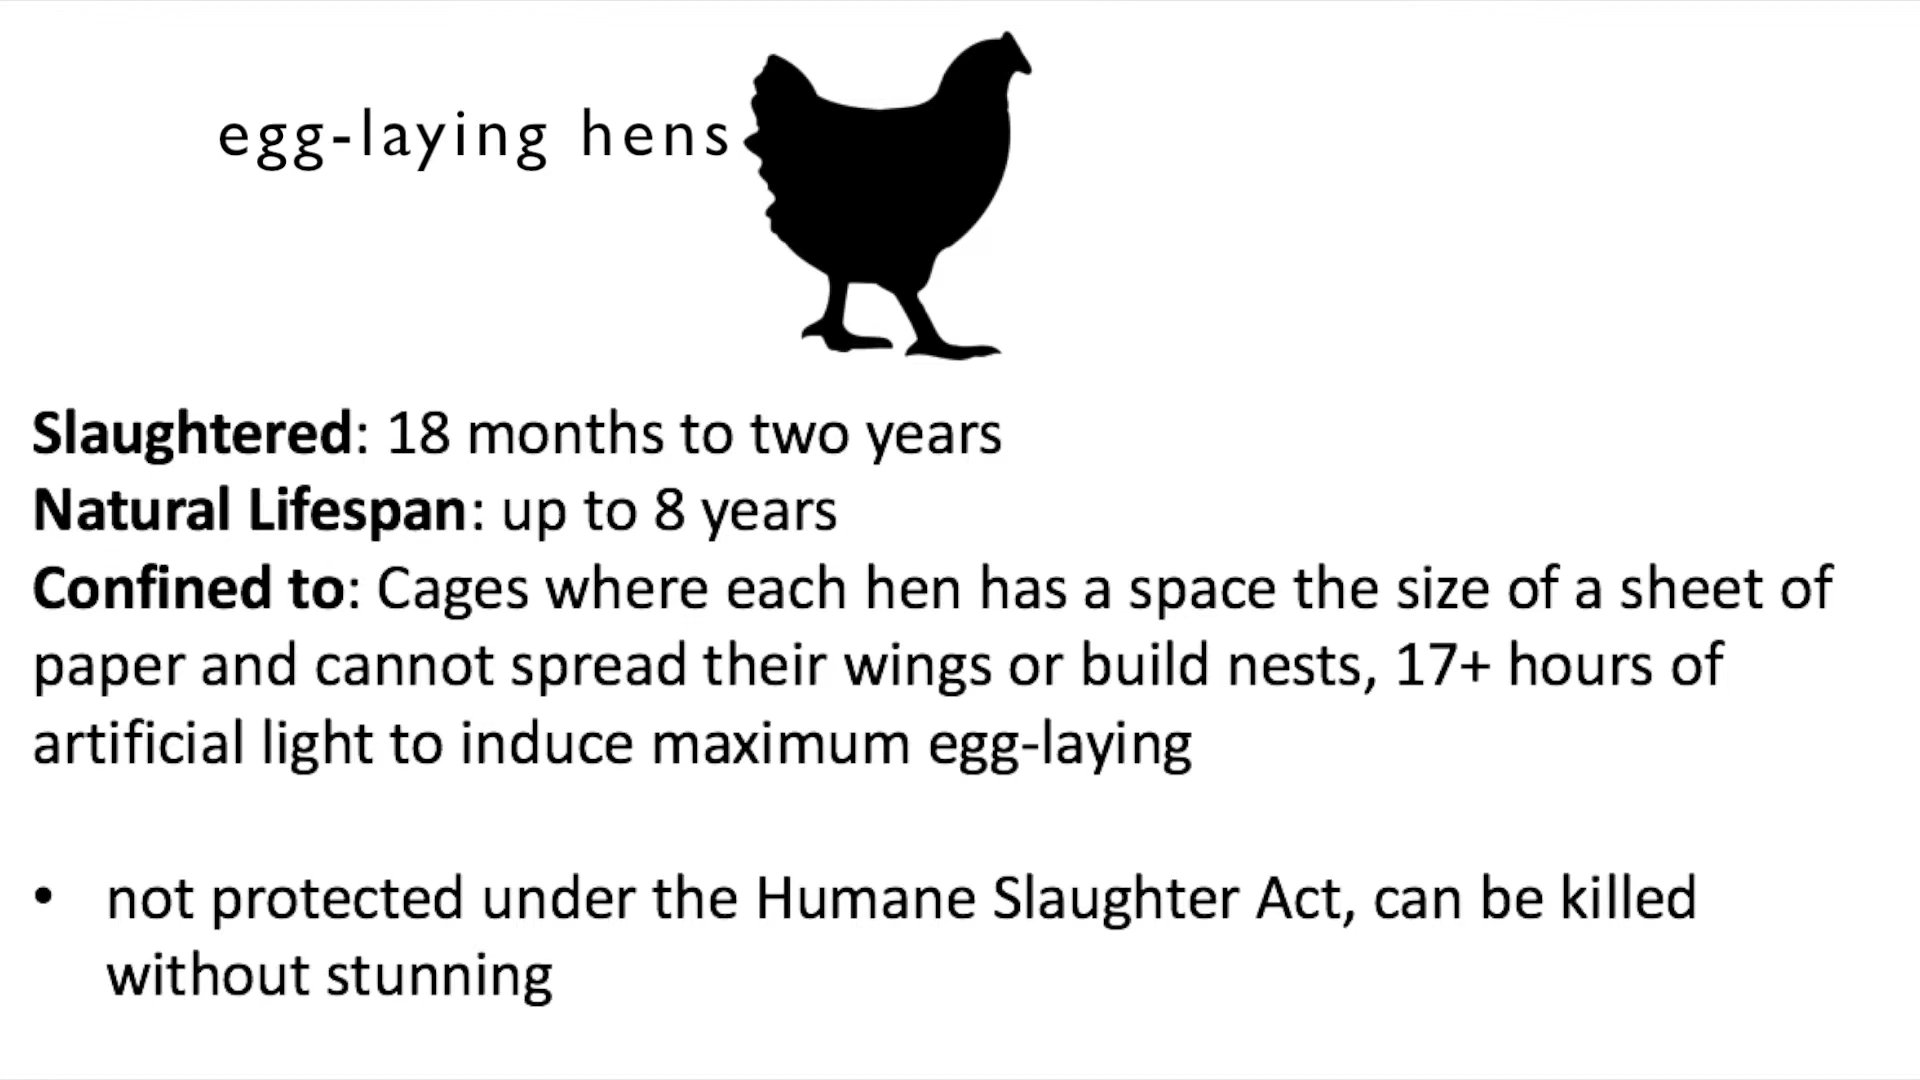 egg-laying hens
Slaughtered: 18 months to two years
Natural Lifespan: up to 8 years
Confined to: Cages where each hen has a space the size of a sheet of
paper and cannot spread their wings or build nests, 17+ hours of
artificial light to induce maximum egg-laying
• not protected under the Humane Slaughter Act, can be killed
without stunning